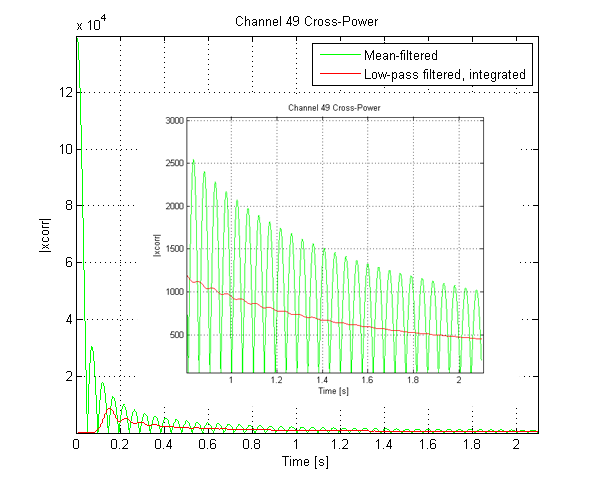 Channel 49 Cross-Power
x 10^4
Mean-filtered
Low-pass filtered, integrated
12
10
8
6
4
2
|xcorr|
0 0.2 0.4 0.6 0.8 1 1.2 1.4 1.6 1.8 2
Time [s]
Channel 49 Cross-Power
3000
2500
2000
1500
1000
500
|xcorr|
1 1.2 1.4 1.6 1.8 2
Time [s]